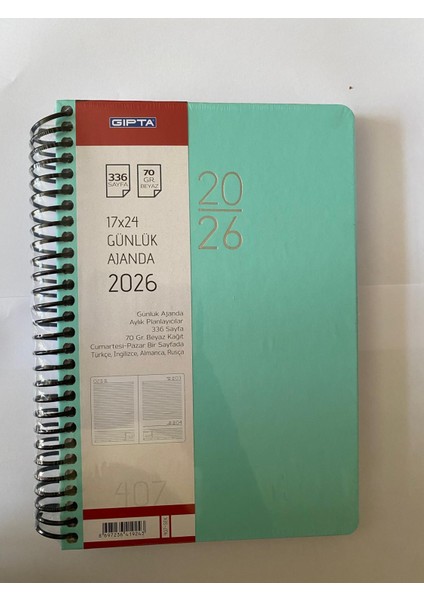 GIPTA
336
SAYFA
70
GR.
BEYAZ
20
26
17x24
GÜNLÜK
AJANDA
2026
Günlük Ajanda
Aylık Planlayıcılar
336 Sayfa
70 Gr. Beyaz Kağıt
Cumartesi-Pazar Bir Sayfada
Türkçe, İngilizce, Almanca, Rusça
407